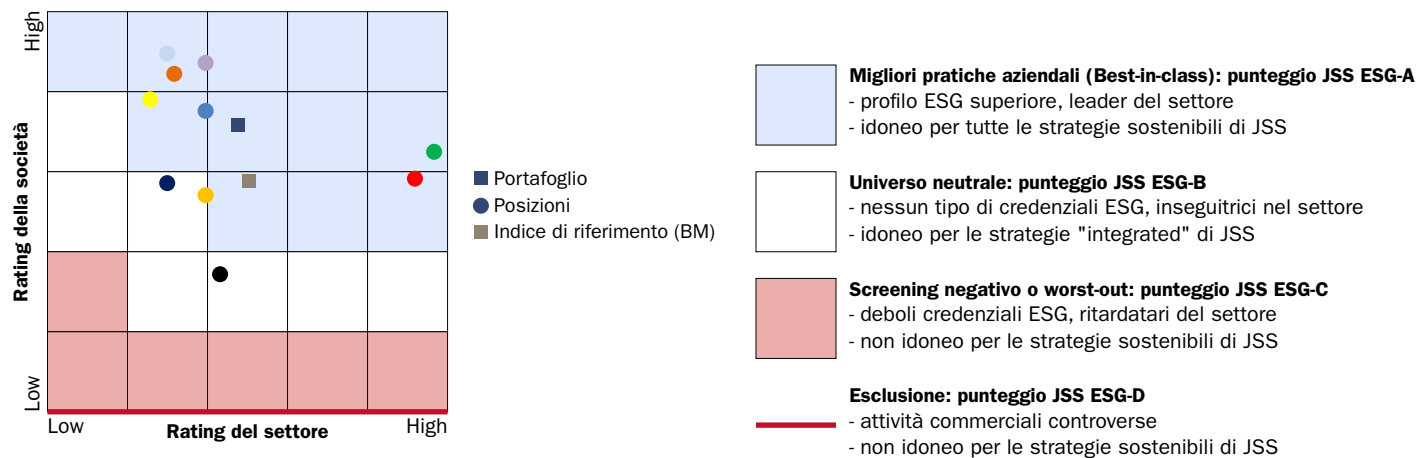 High
Rating della società
Low
Low
Rating del settore
High
Portafoglio
Posizioni
Indice di riferimento (BM)
Migliori pratiche aziendali (Best-in-class): punteggio JSS ESG-A
- profilo ESG superiore, leader del settore
- idoneo per tutte le strategie sostenibili di JSS
Universo neutrale: punteggio JSS ESG-B
- nessun tipo di credenziali ESG, inseguitrici nel settore
- idoneo per le strategie "integrated" di JSS
Screening negativo o worst-out: punteggio JSS ESG-C
- deboli credenziali ESG, ritardatari del settore
- non idoneo per le strategie sostenibili di JSS
Esclusione: punteggio JSS ESG-D
- attività commerciali controverse
- non idoneo per le strategie sostenibili di JSS